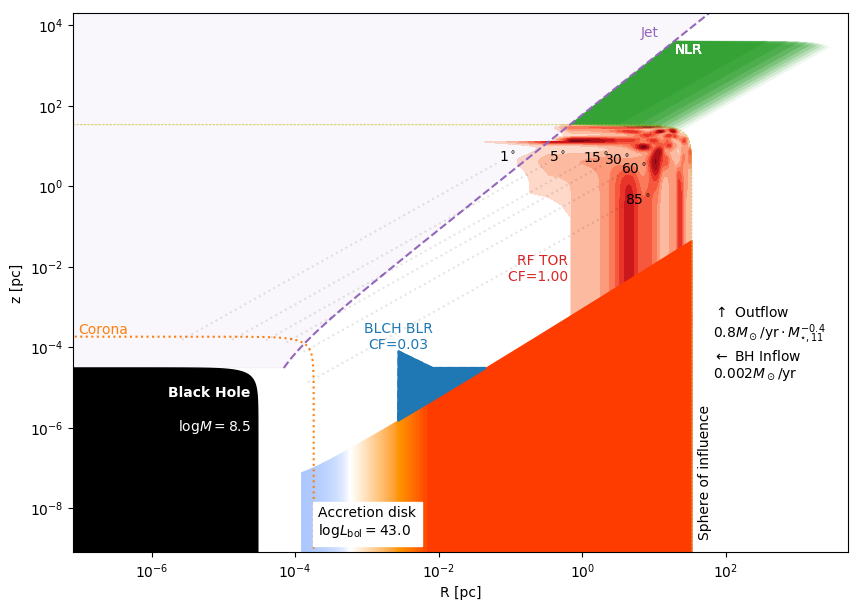 Jet
NLR
1° 5° 15° 30° 60° 85°
RF TOR
CF=1.00
Corona
BLCH BLR
CF=0.03
↑ Outflow
0.8M⊙/yr · M⋆,11^−0.4
← BH Inflow
0.002M⊙/yr
Black Hole
logM = 8.5
Accretion disk
logLbol = 43.0
Sphere of influence
z [pc]
10^4
10^2
10^0
10^−2
10^−4
10^−6
10^−8
10^−6 10^−4 10^−2 10^0 10^2
R [pc]